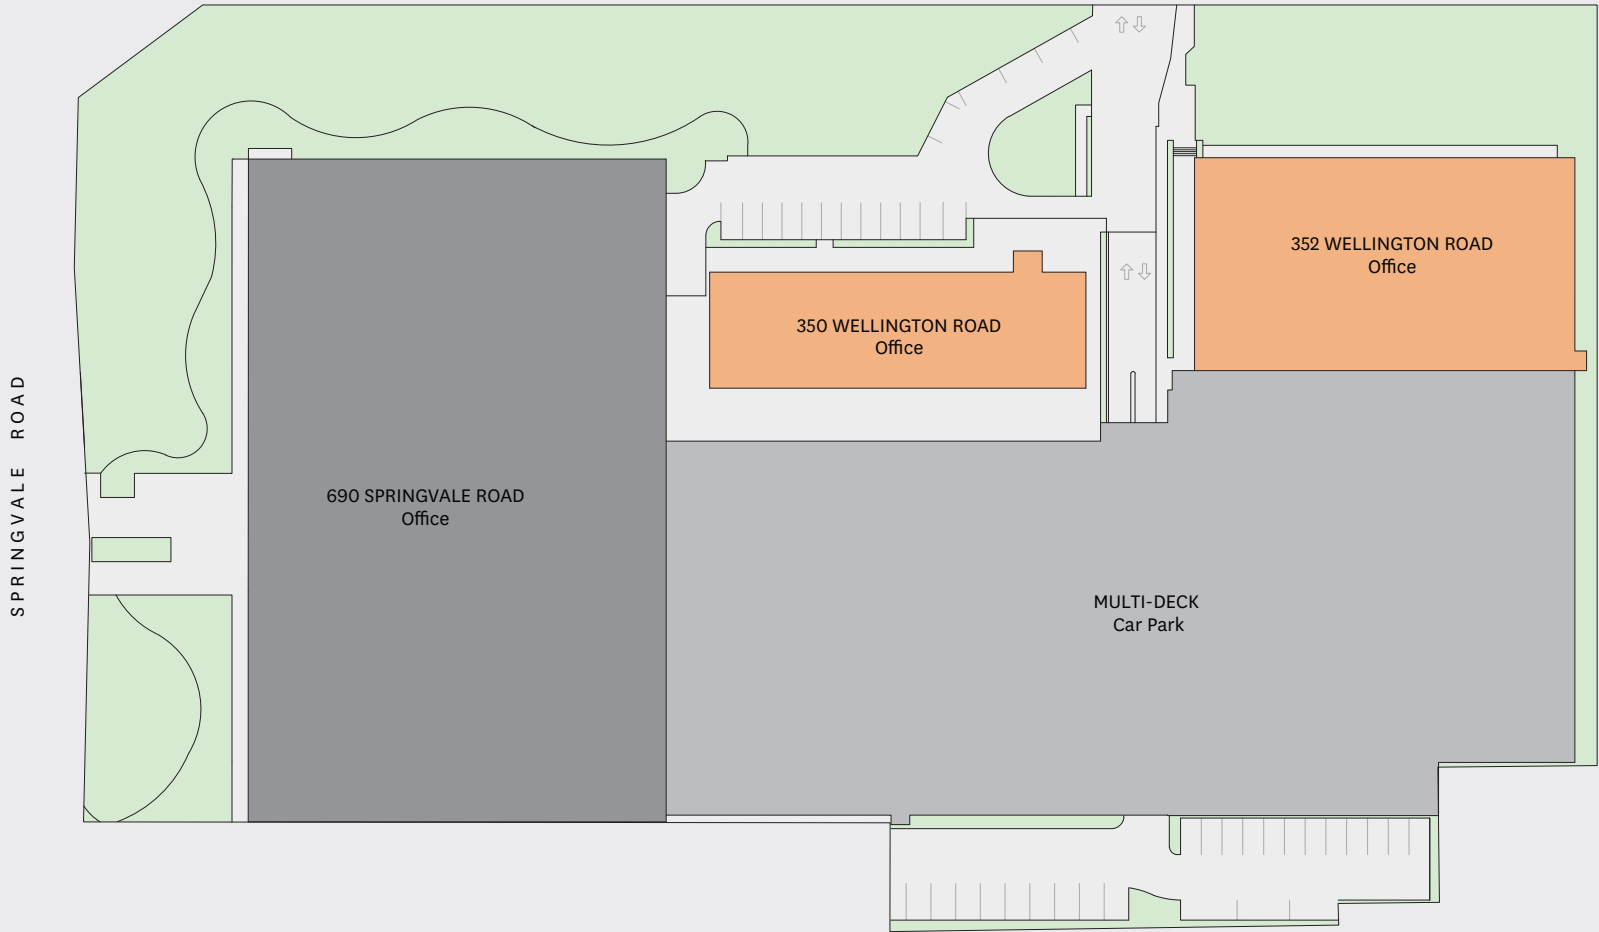 352 WELLINGTON ROAD
Office
350 WELLINGTON ROAD
Office
SPRINGVALE ROAD
690 SPRINGVALE ROAD
Office
MULTI-DECK
Car Park